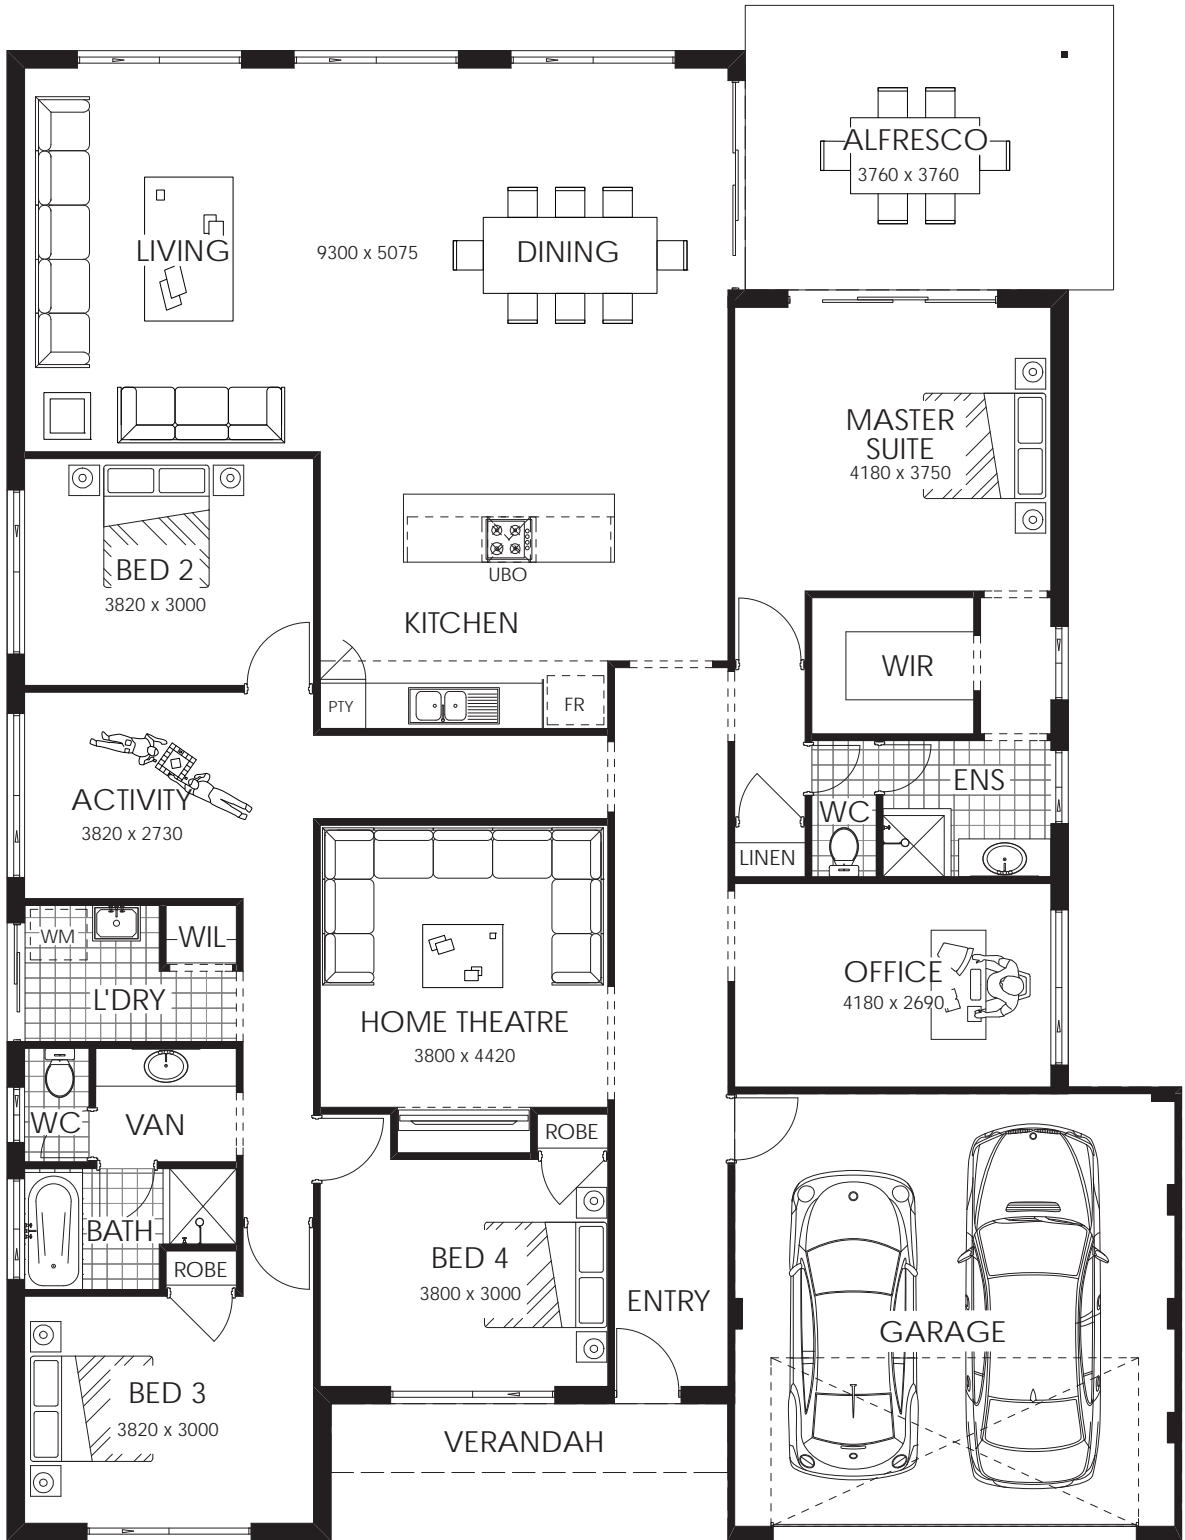 ALFRESCO
3760 x 3760
LIVING
9300 x 5075
DINING
MASTER
SUITE
4180 x 3750
BED 2
3820 x 3000
UBO
KITCHEN
WIR
PTY
FR
ENS
ACTIVITY
3820 x 2730
WC
LINEN
WM
WIL
L'DRY
OFFICE
4180 x 2690
HOME THEATRE
3800 x 4420
WC
VAN
ROBE
BATH
ROBE
BED 4
3800 x 3000
ENTRY
GARAGE
BED 3
3820 x 3000
VERANDAH